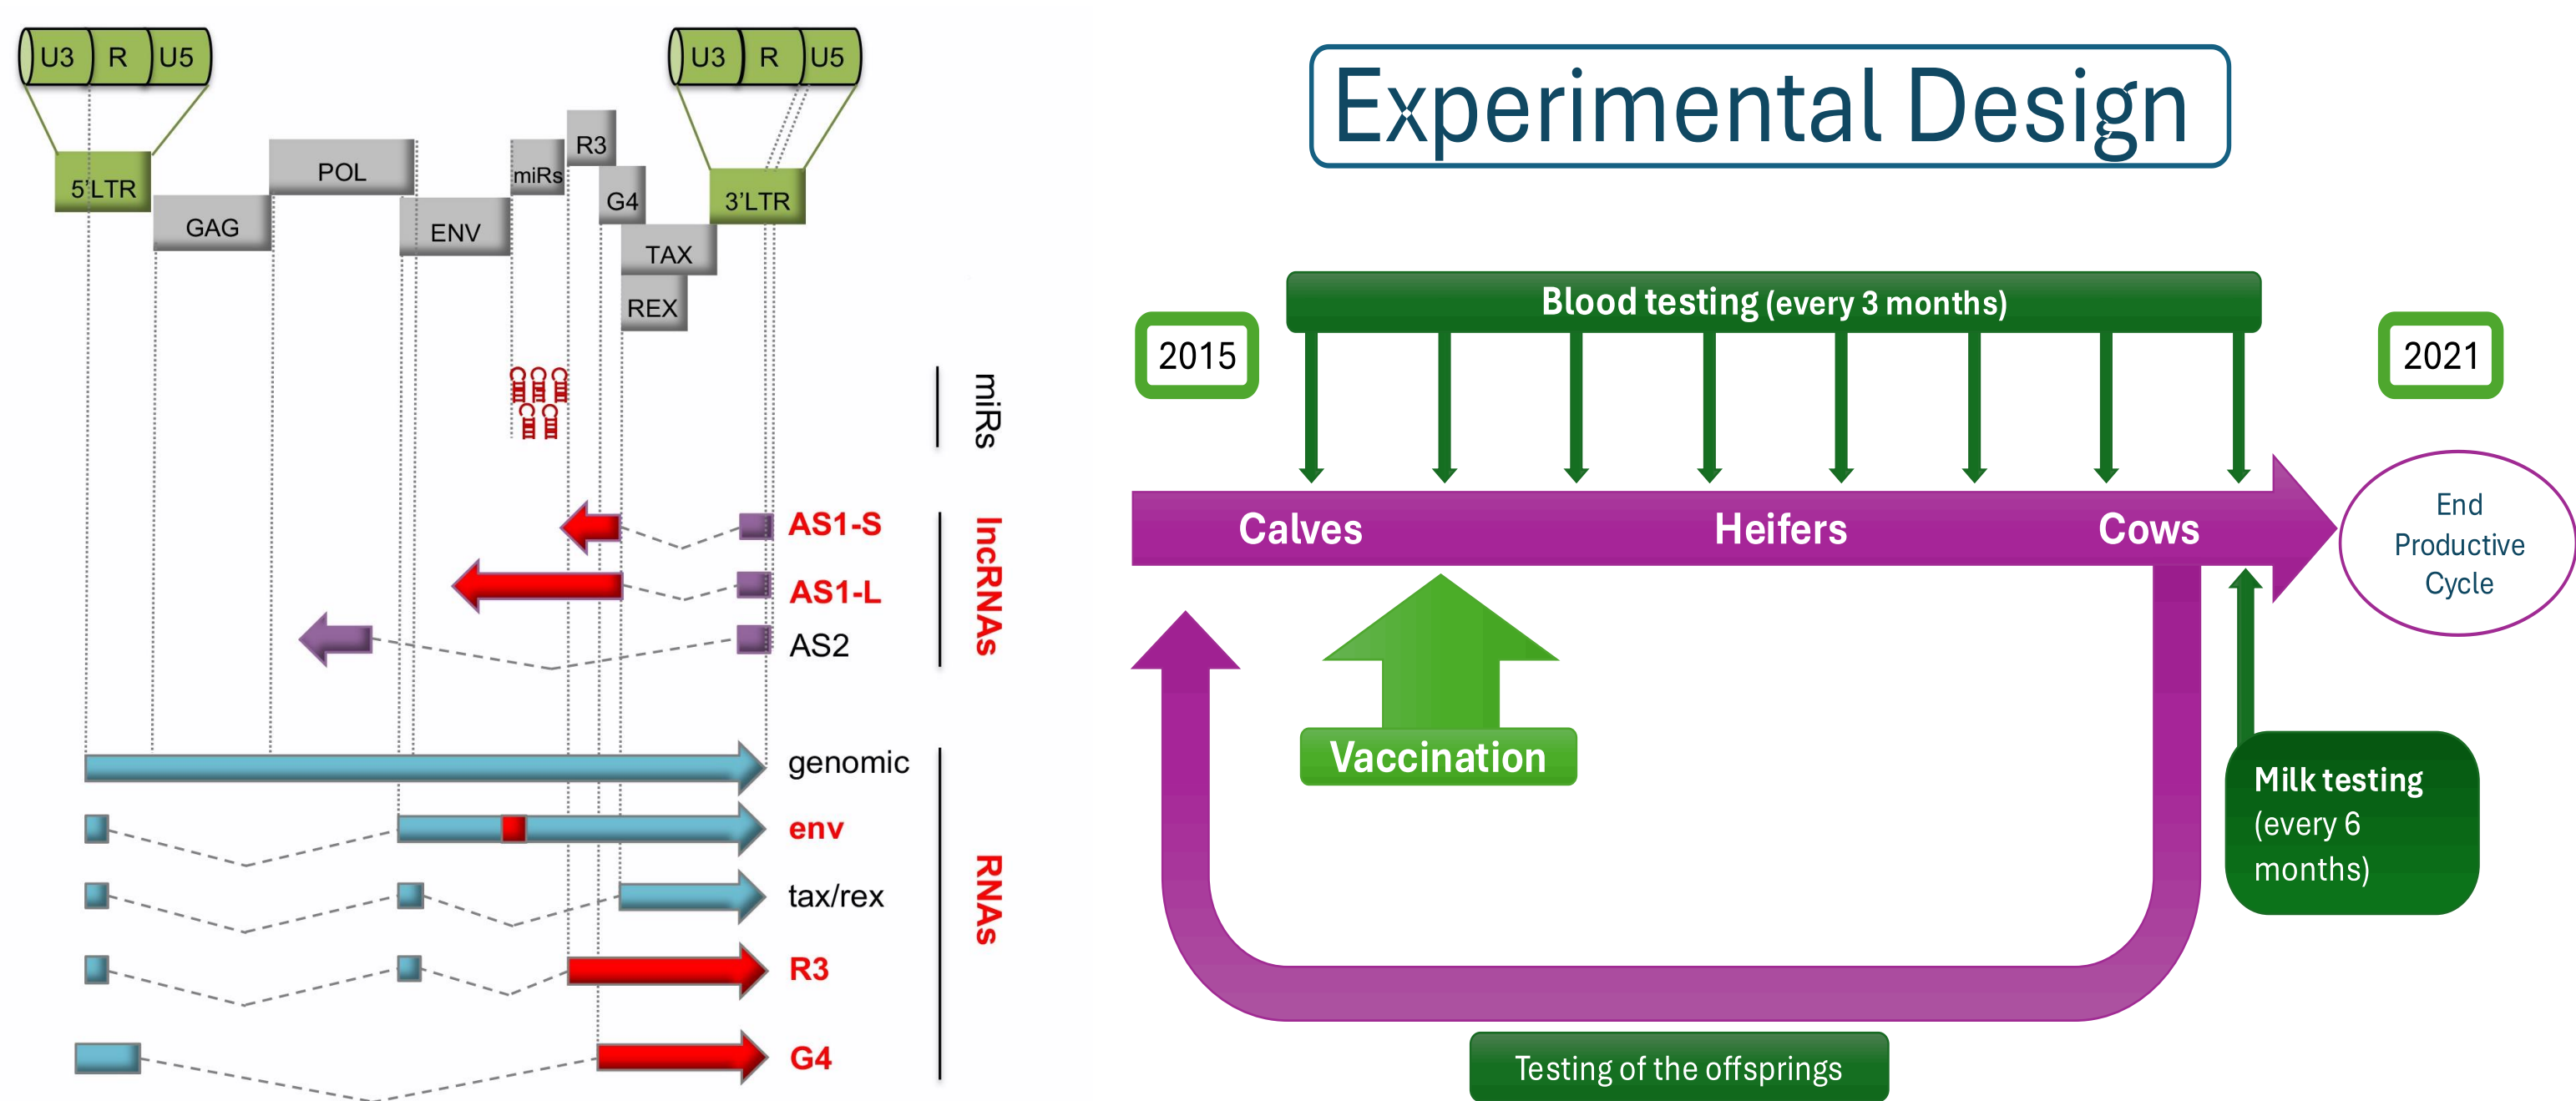 U3 R U5
U3 R U5
5'LTR
GAG
POL
ENV
miRs
R3
G4
TAX
REX
3'LTR
miRs
AS1-S
AS1-L
AS2
lncRNAs
genomic
env
tax/rex
R3
G4
RNAs
Experimental Design
Blood testing (every 3 months)
2015
2021
Calves
Heifers
Cows
End
Productive
Cycle
Vaccination
Milk testing
(every 6
months)
Testing of the offsprings